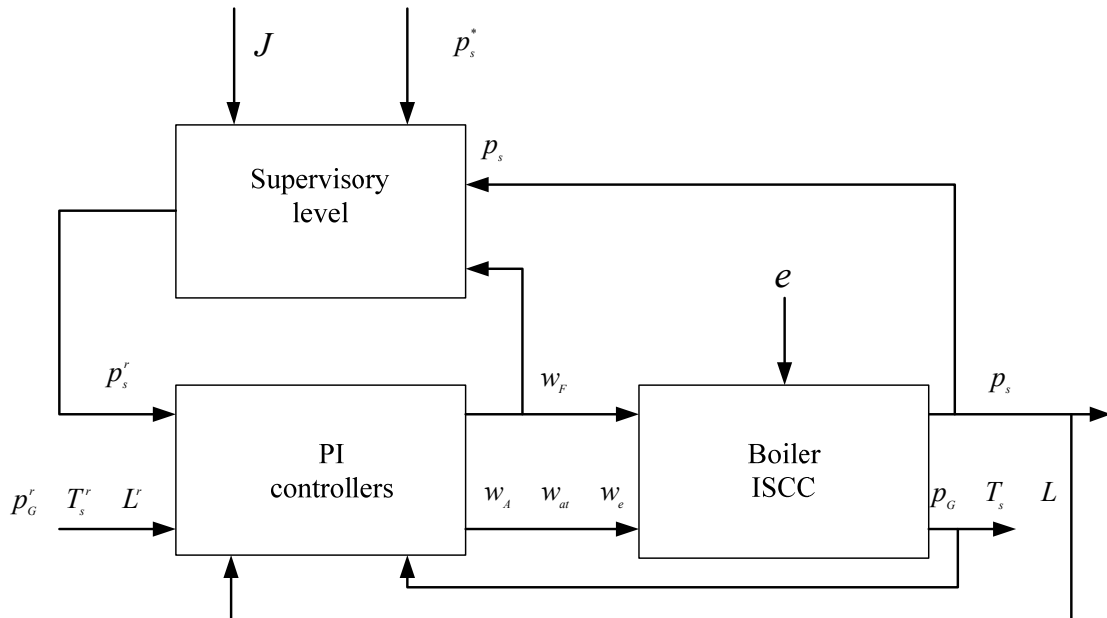 J p_s^*
p_s
Supervisory
level
e
p_s^r
w_F
p_s
PI
controllers
Boiler
ISCC
p_G^r T_s^r L^r
w_A w_at w_e
p_G T_s L